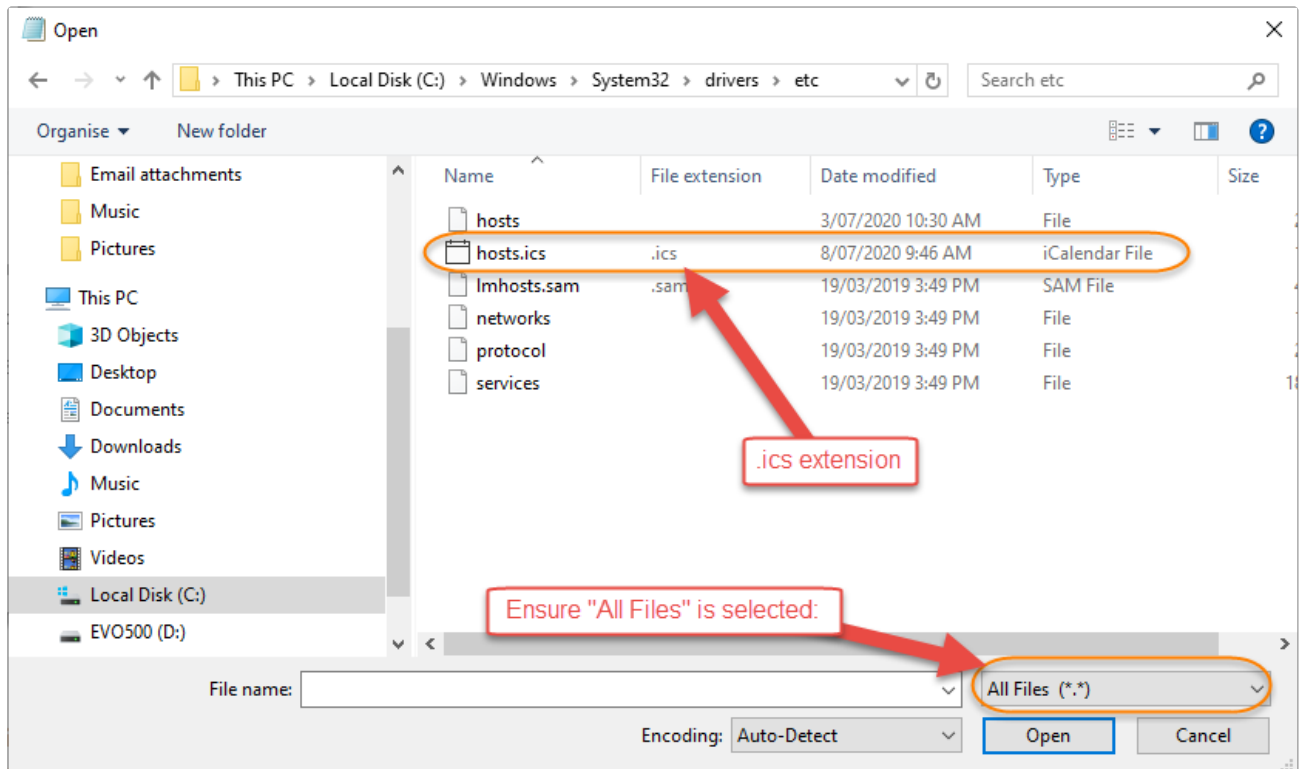 Open
This PC > Local Disk (C:) > Windows > System32 > drivers > etc
Search etc
Organise
New folder
Email attachments
Music
Pictures
This PC
3D Objects
Desktop
Documents
Downloads
Music
Pictures
Videos
Local Disk (C:)
EVO500 (D:)
Name File extension Date modified Type Size
hosts 3/07/2020 10:30 AM File
hosts.ics .ics 8/07/2020 9:46 AM iCalendar File
lmhosts.sam .sam 19/03/2019 3:49 PM SAM File
networks 19/03/2019 3:49 PM File
protocol 19/03/2019 3:49 PM File
services 19/03/2019 3:49 PM File
.ics extension
Ensure "All Files" is selected:
File name:
All Files (*.*)
Encoding: Auto-Detect
Open
Cancel